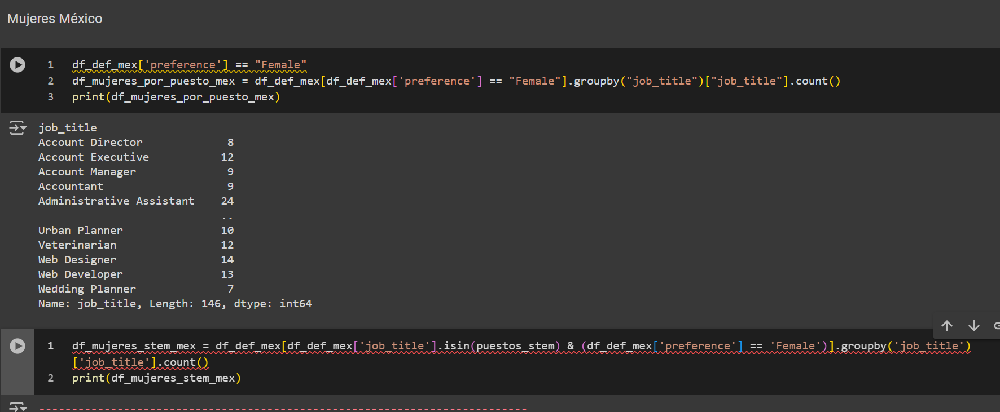 Mujeres México
1 df_def_mex['preference'] == "Female"
2 df_mujeres_por_puesto_mex = df_def_mex[df_def_mex['preference'] == "Female"].groupby("job_title")["job_title"].count()
3 print(df_mujeres_por_puesto_mex)
job_title
Account Director 8
Account Executive 12
Account Manager 9
Accountant 9
Administrative Assistant 24
..
Urban Planner 10
Veterinarian 12
Web Designer 14
Web Developer 13
Wedding Planner 7
Name: job_title, Length: 146, dtype: int64
1 df_mujeres_stem_mex = df_def_mex[df_def_mex['job_title'].isin(puestos_stem) & (df_def_mex['preference'] == 'Female')].groupby('job_title')
['job_title'].count()
2 print(df_mujeres_stem_mex)
---------------------------------------------------------------------------